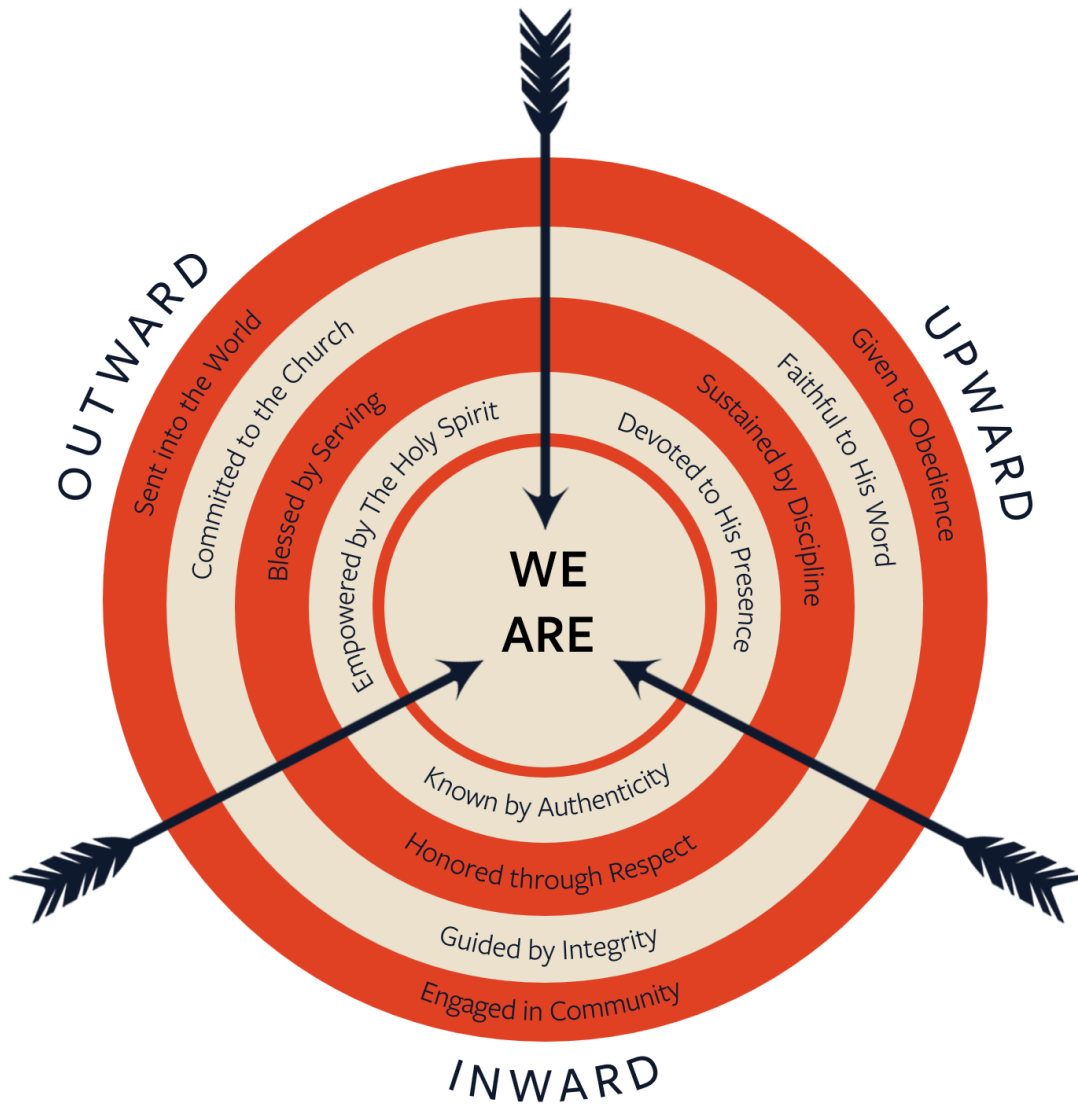 OUTWARD
Sent into the World
Committed to the Church
Blessed by Serving
Empowered by The Holy Spirit
UPWARD
Given to Obedience
Faithful to His Word
Sustained by Discipline
Devoted to His Presence
WE
ARE
Known by Authenticity
Honored through Respect
Guided by Integrity
Engaged in Community
INWARD